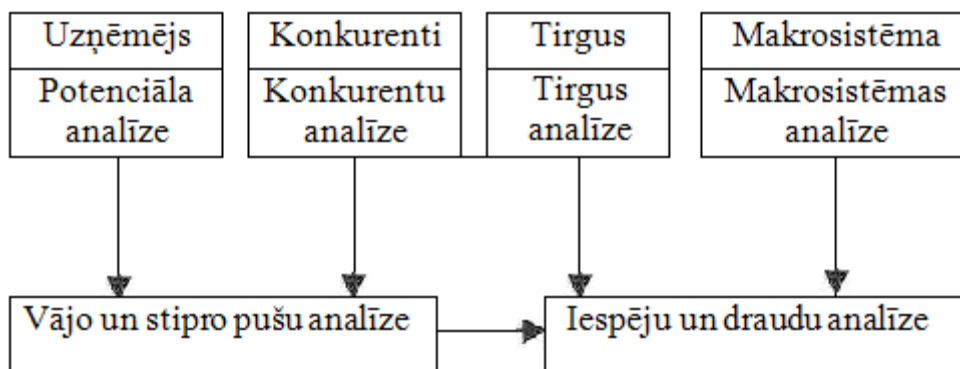 Uzņēmējs
Potenciāla
analīze
Konkurenti
Konkurentu
analīze
Tirgus
Tirgus
analīze
Makrosistēma
Makrosistēmas
analīze
Vājo un stipro pušu analīze
Iespēju un draudu analīze